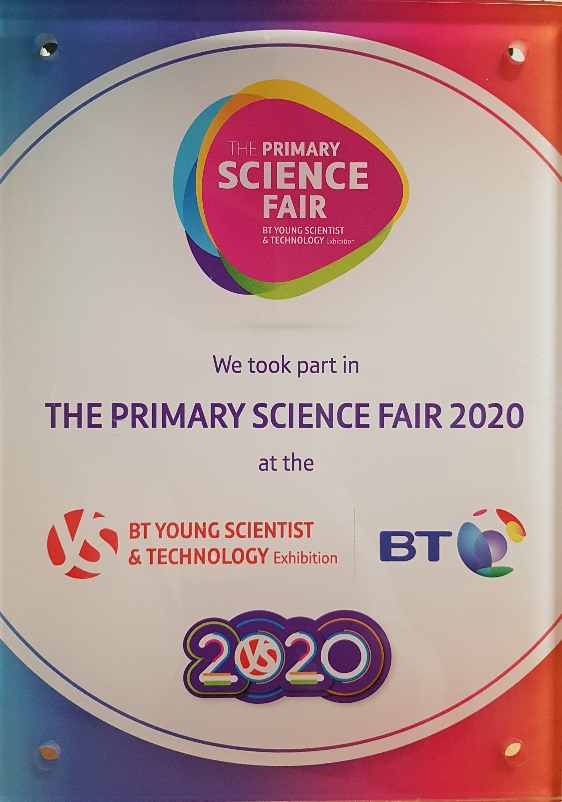 THE PRIMARY
SCIENCE
FAIR
BT YOUNG SCIENTIST
& TECHNOLOGY Exhibition
We took part in
THE PRIMARY SCIENCE FAIR 2020
at the
YS BT YOUNG SCIENTIST
& TECHNOLOGY Exhibition
BT
2020